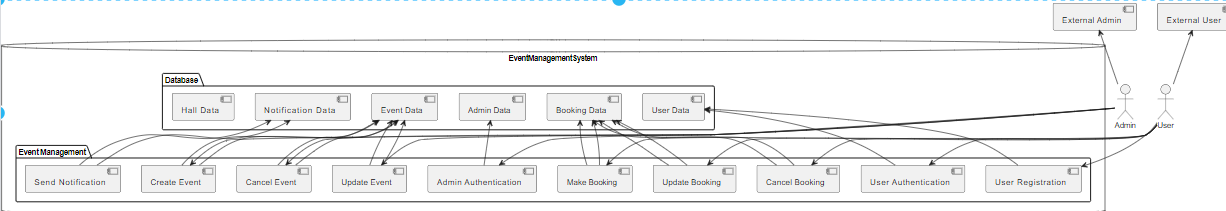 External Admin
External User
EventManagementSystem
Database
Hall Data
Notification Data
Event Data
Admin Data
Booking Data
User Data
Admin
User
Event Management
Send Notification
Create Event
Cancel Event
Update Event
Admin Authentication
Make Booking
Update Booking
Cancel Booking
User Authentication
User Registration